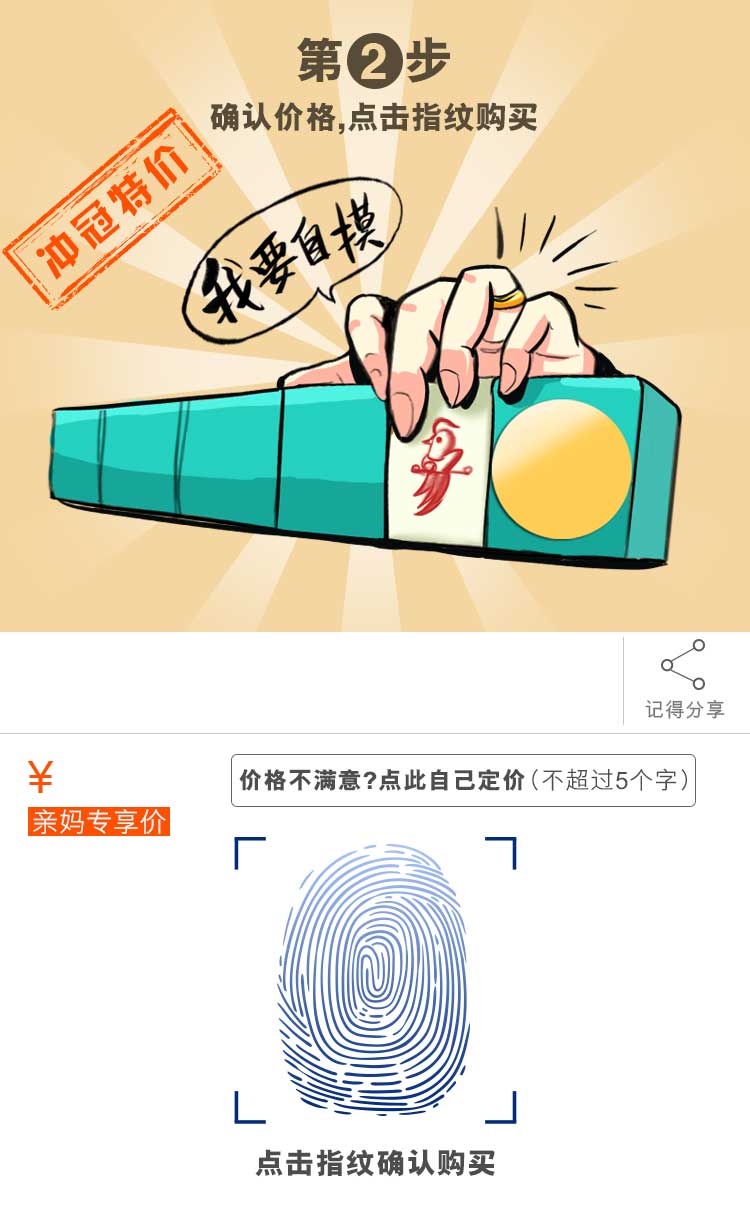 第2步
确认价格,点击指纹购买
冲冠特价
我要自摸
记得分享
¥
价格不满意?点此自己定价(不超过5个字)
亲妈专享价
点击指纹确认购买